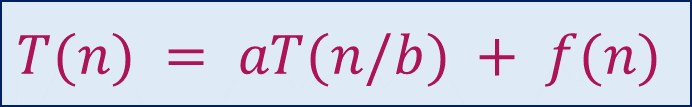 T(n) = aT(n/b) + f(n)